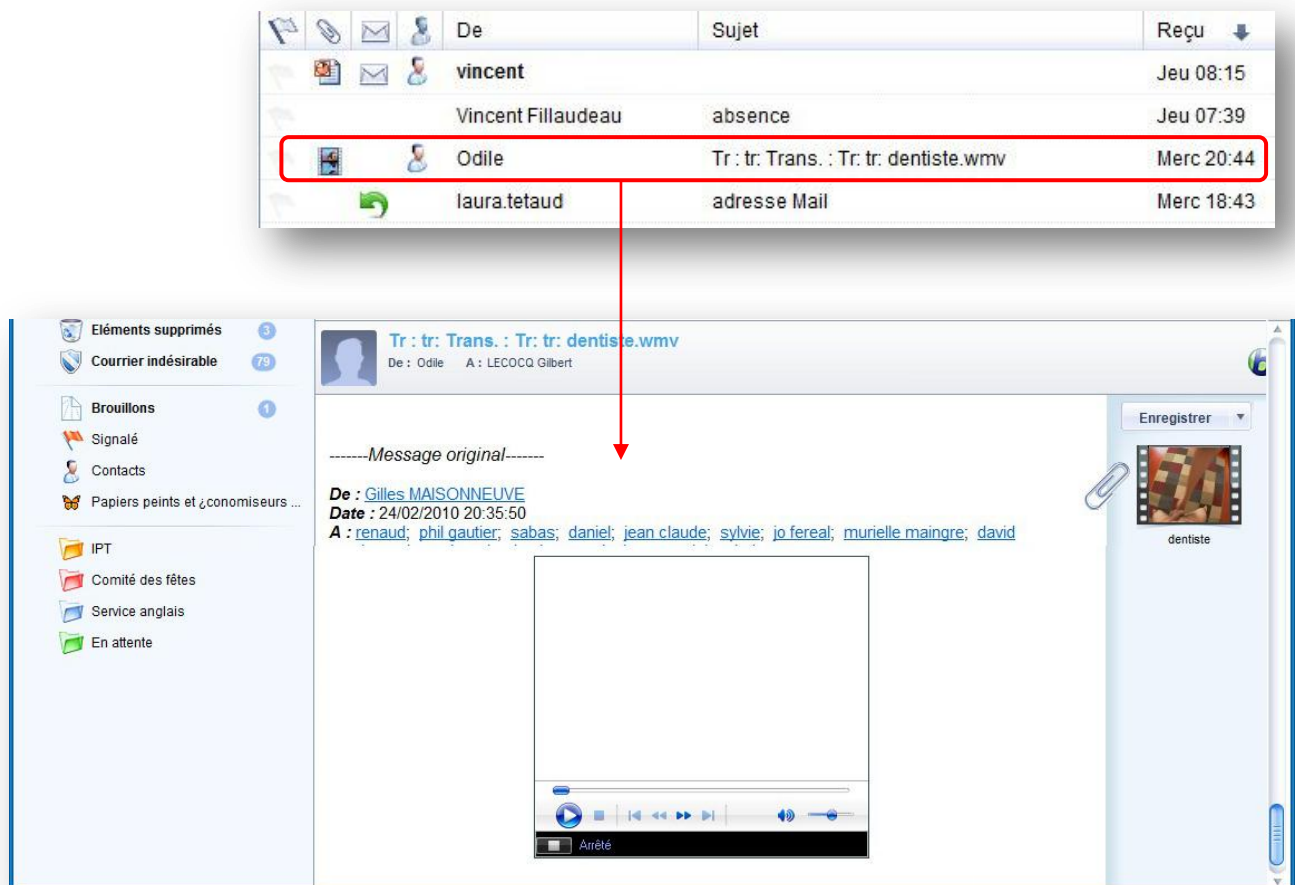 De Sujet Reçu
vincent Jeu 08:15
Vincent Fillaudeau absence Jeu 07:39
Odile Tr : tr: Trans. : Tr: tr: dentiste.wmv Merc 20:44
laura.tetaud adresse Mail Merc 18:43
Eléments supprimés 3
Courrier indésirable 79
Brouillons 1
Signalé
Contacts
Papiers peints et ¿conomiseurs ...
IPT
Comité des fêtes
Service anglais
En attente
Tr : tr: Trans. : Tr: tr: dentiste.wmv
De : Odile A : LECOCQ Gilbert
-------Message original-------
De : Gilles MAISONNEUVE
Date : 24/02/2010 20:35:50
A : renaud; phil gautier; sabas; daniel; jean claude; sylvie; jo fereal; murielle maingre; david
Arrêté
Enregistrer
dentiste